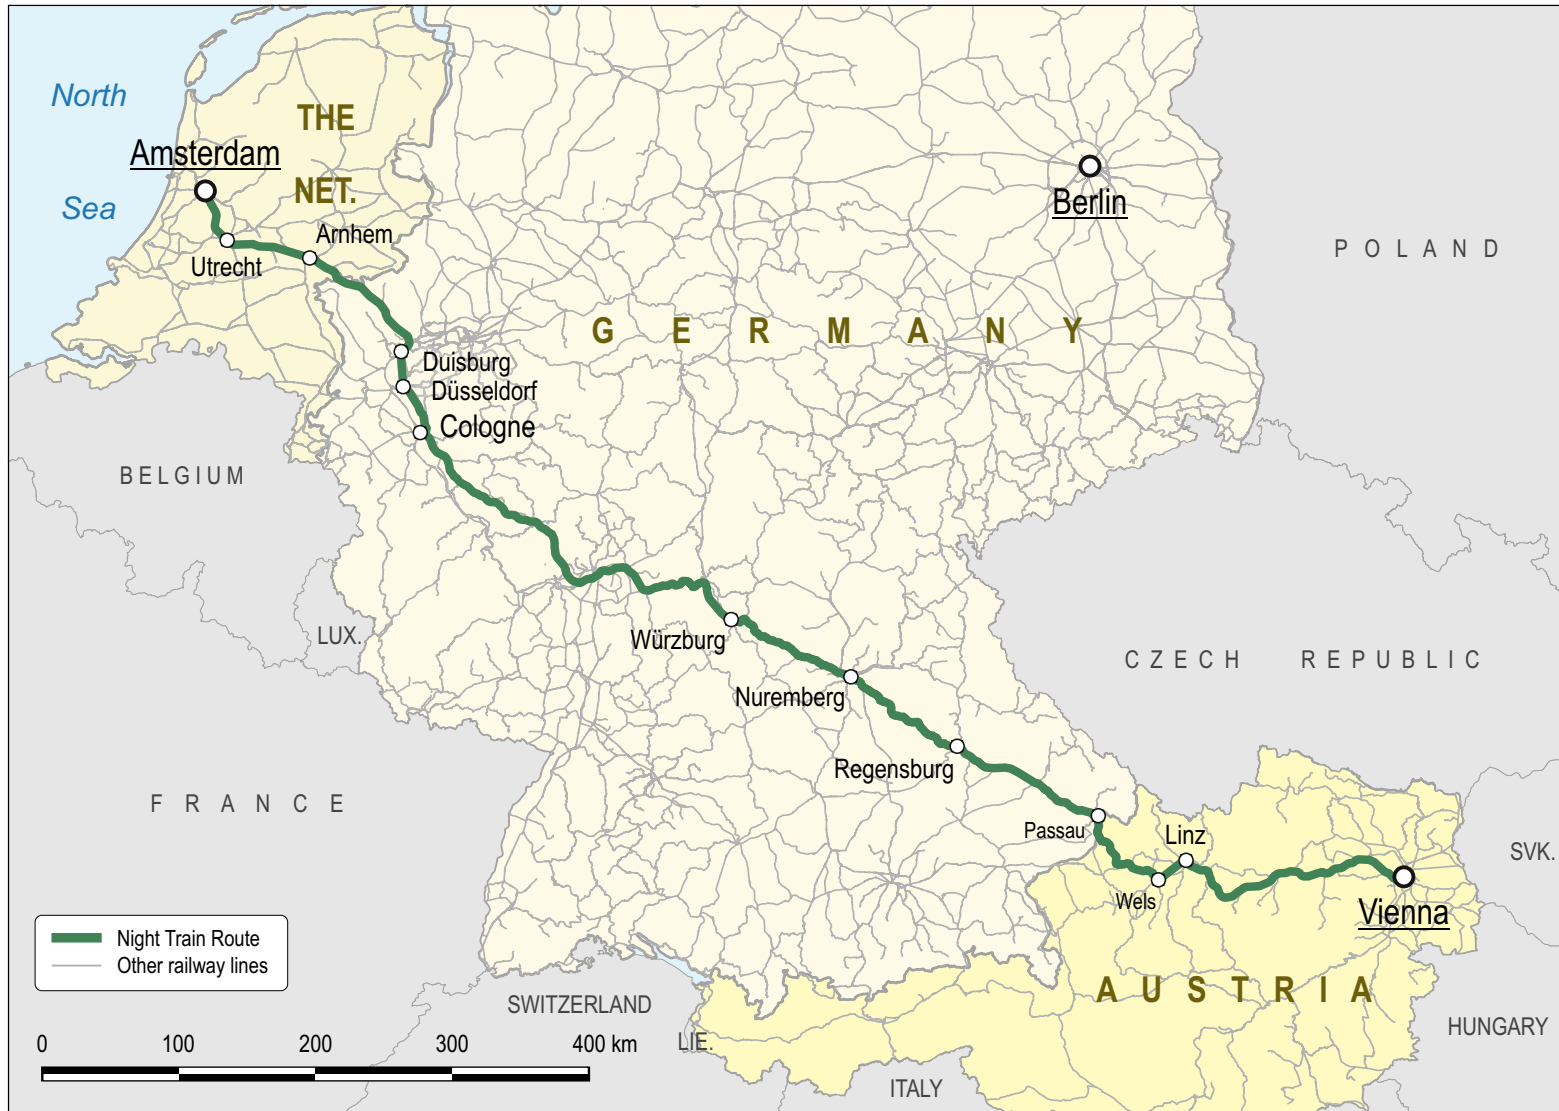 North
Sea
THE
NET.
Amsterdam
Utrecht
Arnhem
Berlin
POLAND
GERMANY
Duisburg
Düsseldorf
Cologne
BELGIUM
LUX.
Würzburg
CZECH REPUBLIC
Nuremberg
Regensburg
FRANCE
Passau
Linz
Wels
Vienna
SVK.
AUSTRIA
HUNGARY
SWITZERLAND
LIE.
ITALY
Night Train Route
Other railway lines
0 100 200 300 400 km